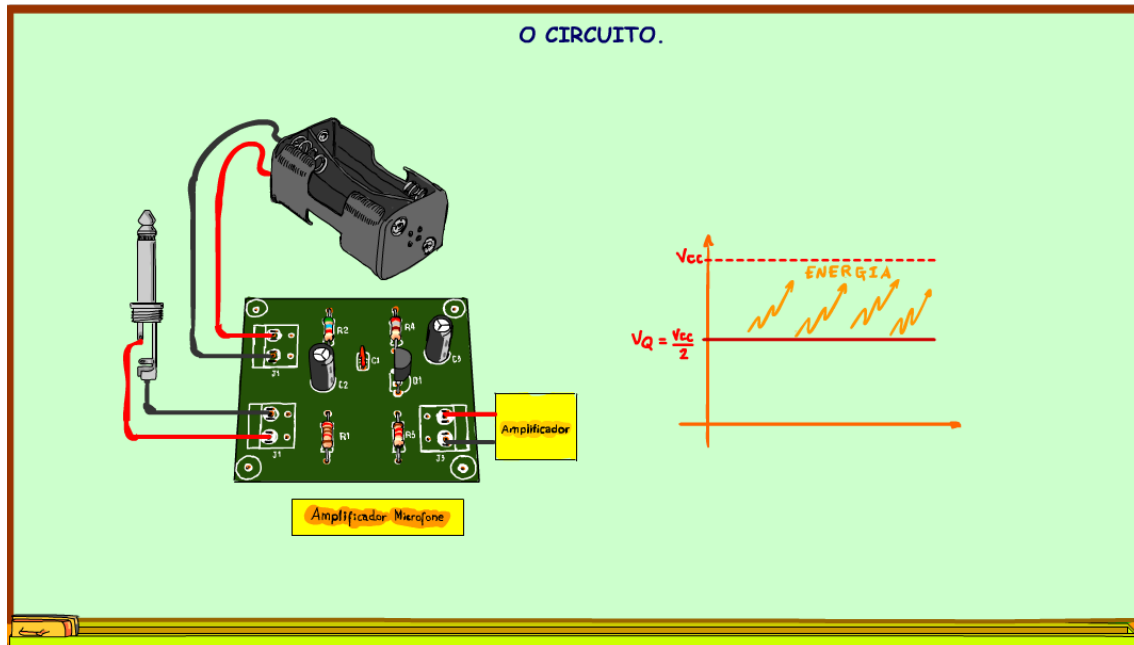 O CIRCUITO.
R2
R4
C1
C3
C2
Q1
J1
R1
R5
J1
J3
Amplificador
Amplificador Microfone
Vcc
ENERGIA
VQ = Vcc/2